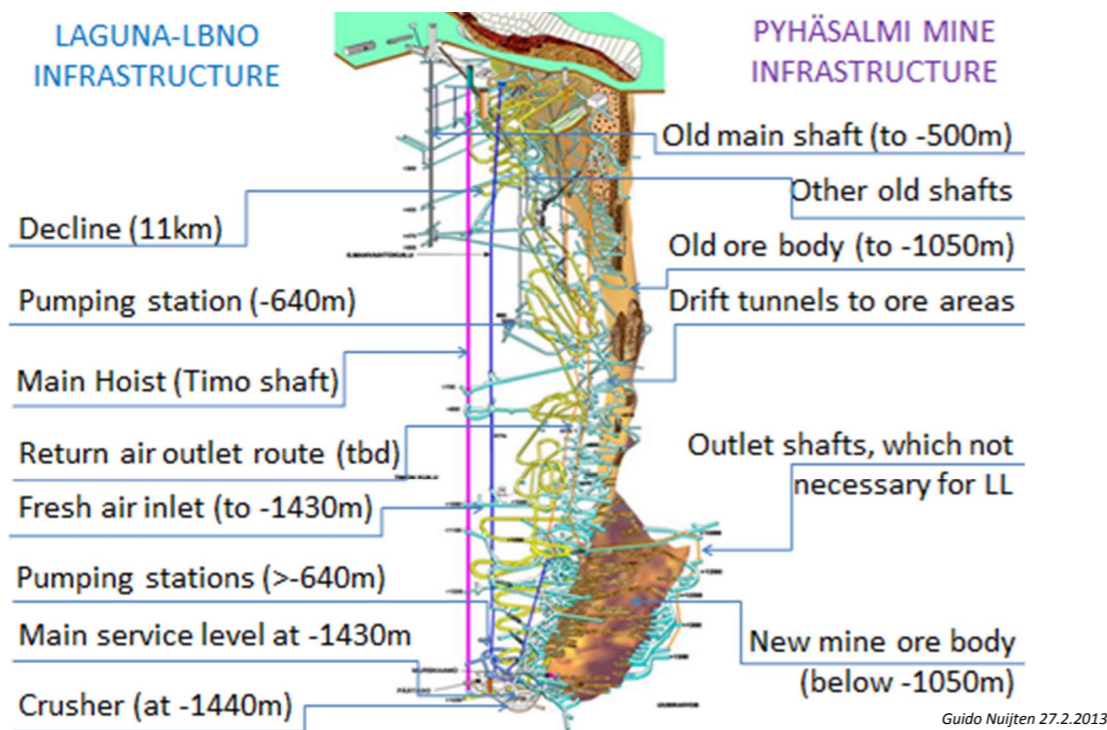 LAGUNA-LBNO
INFRASTRUCTURE
PYHÄSALMI MINE
INFRASTRUCTURE
Old main shaft (to -500m)
Other old shafts
Decline (11km)
Old ore body (to -1050m)
Pumping station (-640m)
Drift tunnels to ore areas
Main Hoist (Timo shaft)
Return air outlet route (tbd)
Outlet shafts, which not
necessary for LL
Fresh air inlet (to -1430m)
Pumping stations (>-640m)
Main service level at -1430m
New mine ore body
(below -1050m)
Crusher (at -1440m)
Guido Nuijten 27.2.2013